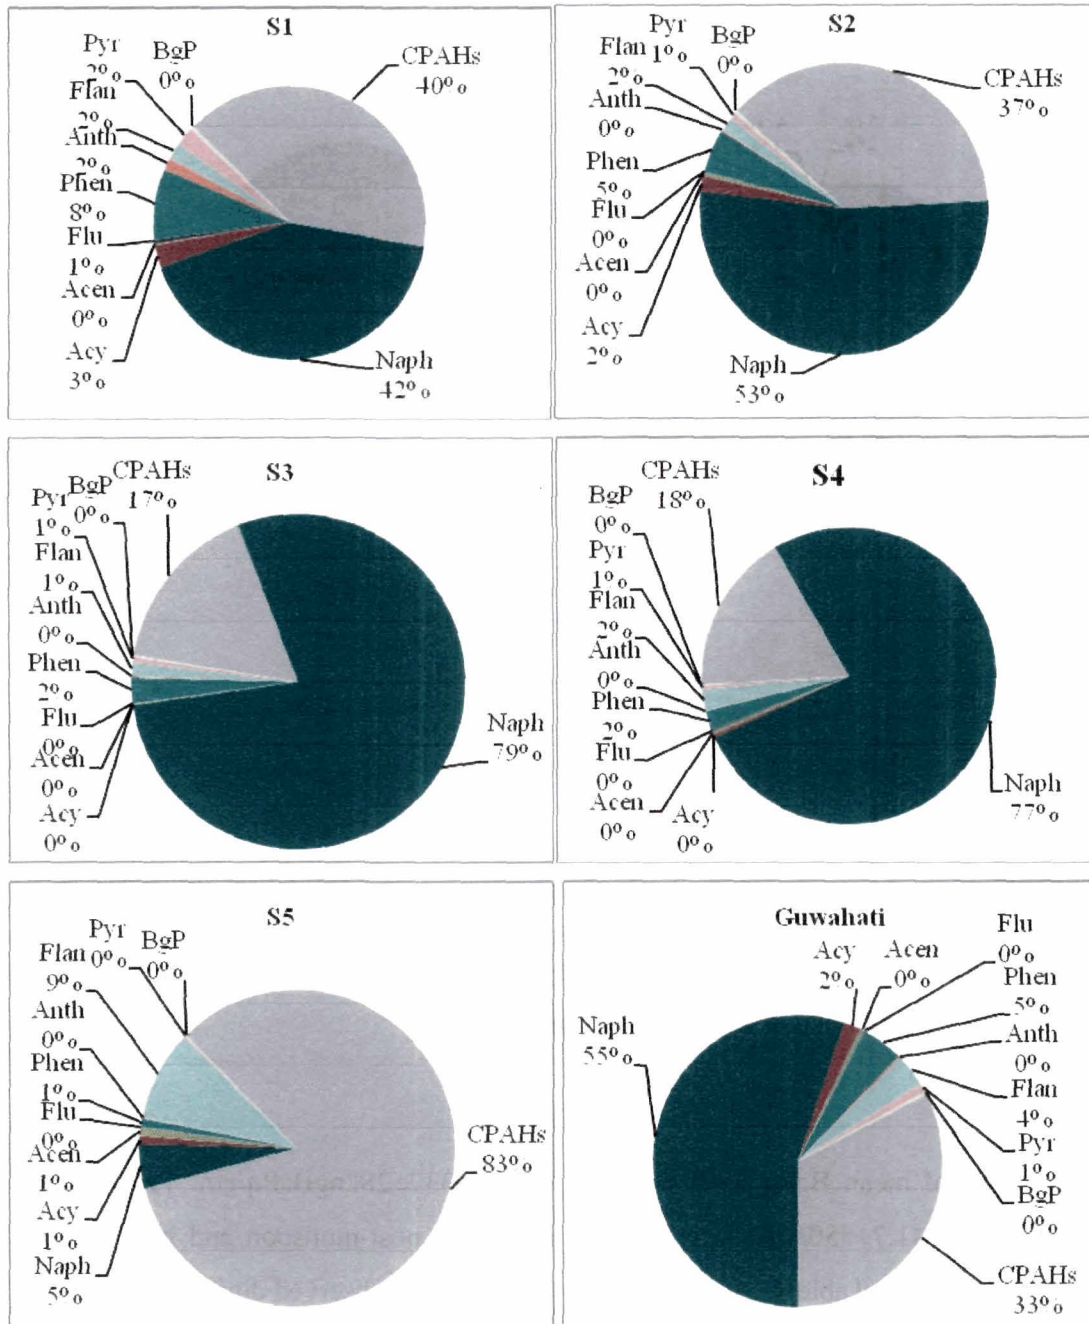 S1
Pyr
2%
BgP
0%
CPAHs
40%
Flan
2%
Anth
2%
Phen
8%
Flu
1%
Acen
0%
Acy
3%
Naph
42%
S2
Pyr
1%
BgP
0%
CPAHs
37%
Flan
2%
Anth
0%
Phen
5%
Flu
0%
Acen
0%
Acy
2%
Naph
53%
S3
CPAHs
17%
BgP
0%
Pyr
1%
Flan
1%
Anth
0%
Phen
2%
Flu
0%
Acen
0%
Acy
0%
Naph
79%
S4
CPAHs
18%
BgP
0%
Pyr
1%
Flan
2%
Anth
0%
Phen
2%
Flu
0%
Acen
0%
Acy
0%
Naph
77%
S5
Pyr
0%
BgP
0%
Flan
9%
Anth
0%
Phen
1%
Flu
0%
Acen
1%
Acy
1%
Naph
5%
CPAHs
83%
Guwahati
Naph
55%
Acy
2%
Acen
0%
Flu
0%
Phen
5%
Anth
0%
Flan
4%
Pyr
1%
BgP
0%
CPAHs
33%